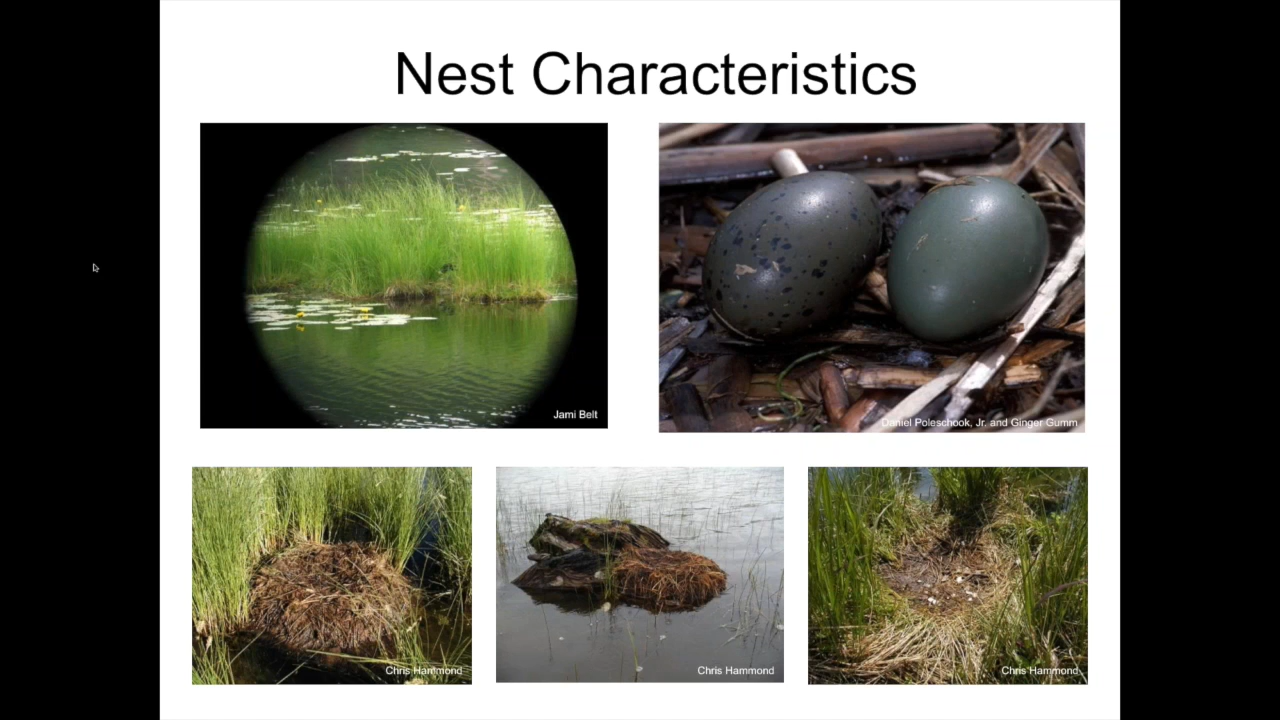 Nest Characteristics
Jami Belt
Daniel Poleschook, Jr. and Ginger Gumm
Chris Hammond
Chris Hammond
Chris Hammond